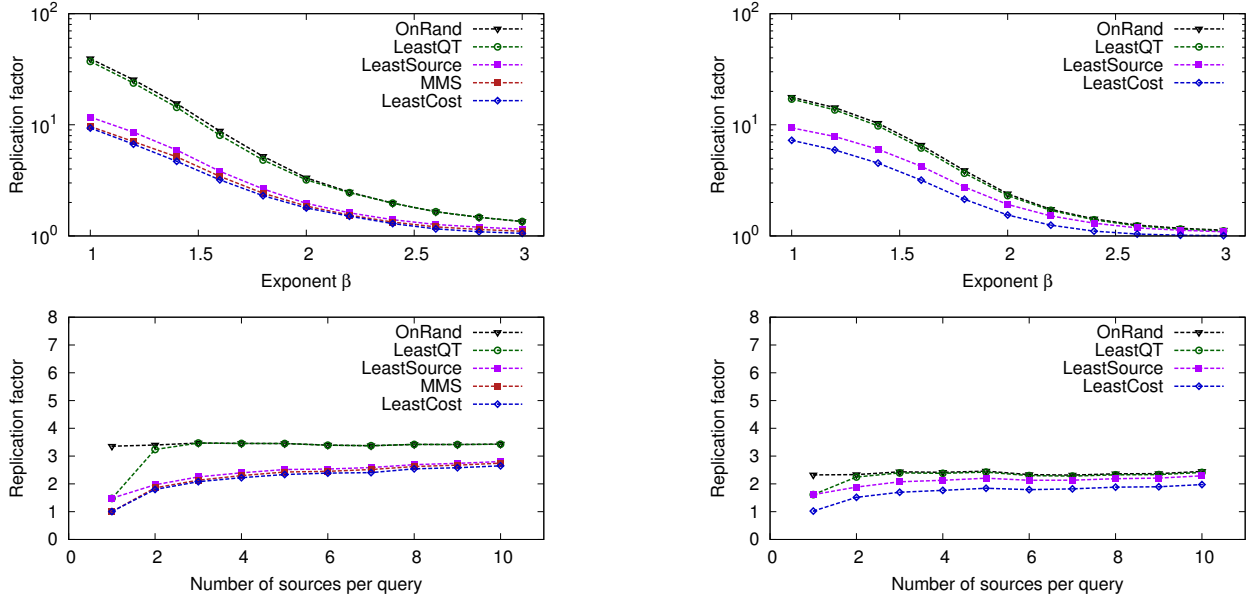 10^2
10^1
10^0
Replication factor
OnRand
LeastQT
LeastSource
MMS
LeastCost
1 1.5 2 2.5 3
Exponent β
10^2
10^1
10^0
Replication factor
OnRand
LeastQT
LeastSource
LeastCost
1 1.5 2 2.5 3
Exponent β
8
7
6
5
4
3
2
1
0
Replication factor
OnRand
LeastQT
LeastSource
MMS
LeastCost
0 2 4 6 8 10
Number of sources per query
8
7
6
5
4
3
2
1
0
Replication factor
OnRand
LeastQT
LeastSource
LeastCost
0 2 4 6 8 10
Number of sources per query